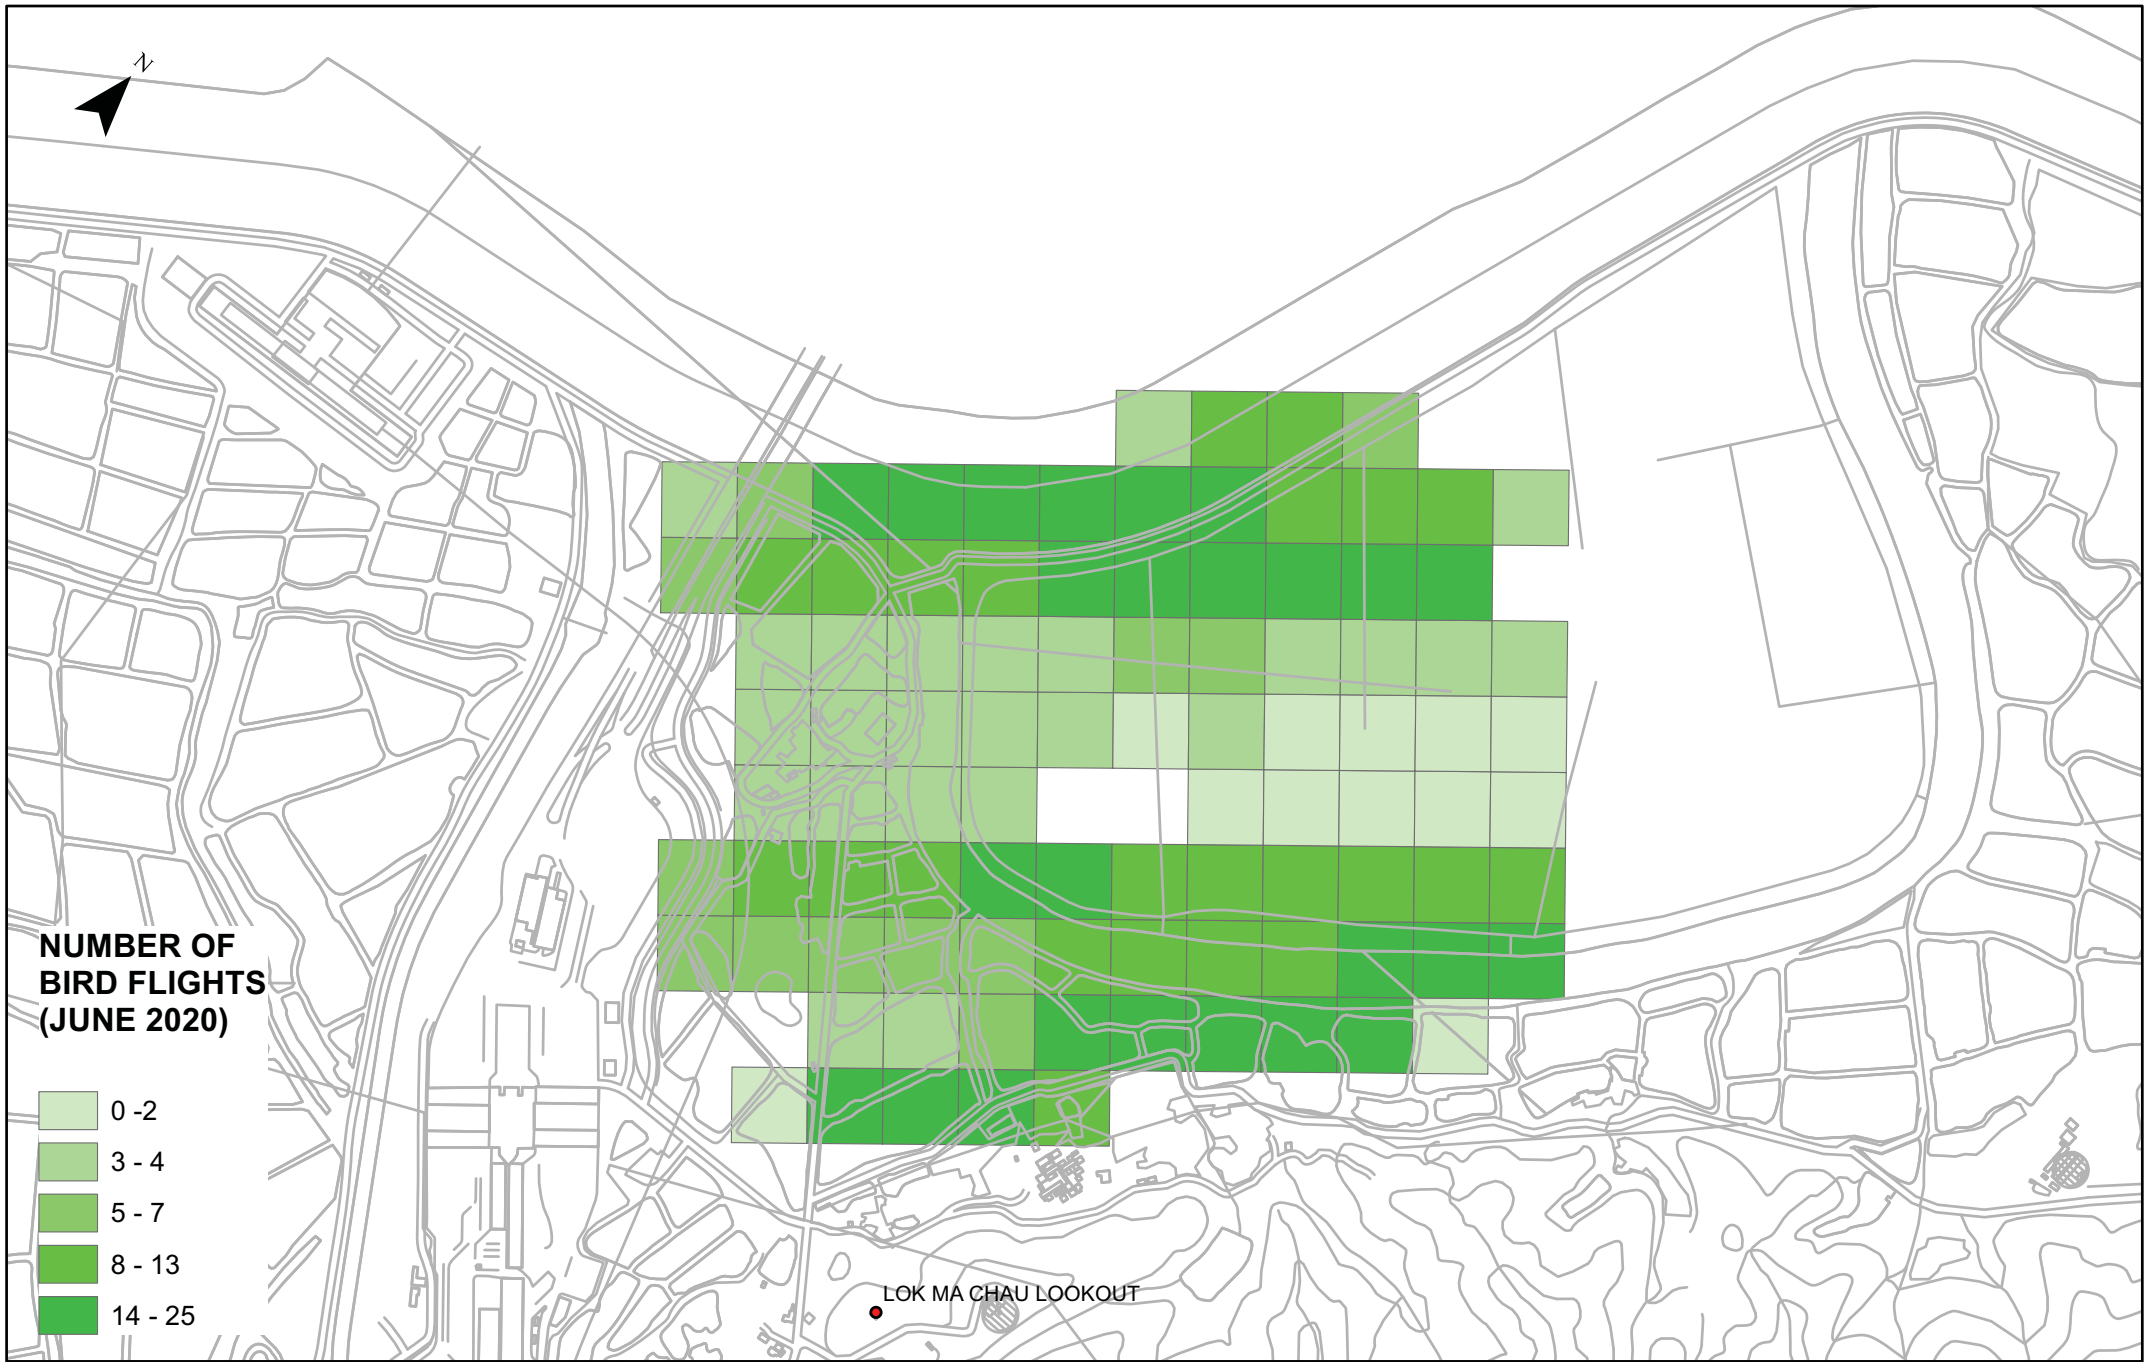 N
NUMBER OF
BIRD FLIGHTS
(JUNE 2020)
0 -2
3 - 4
5 - 7
8 - 13
14 - 25
LOK MA CHAU LOOKOUT